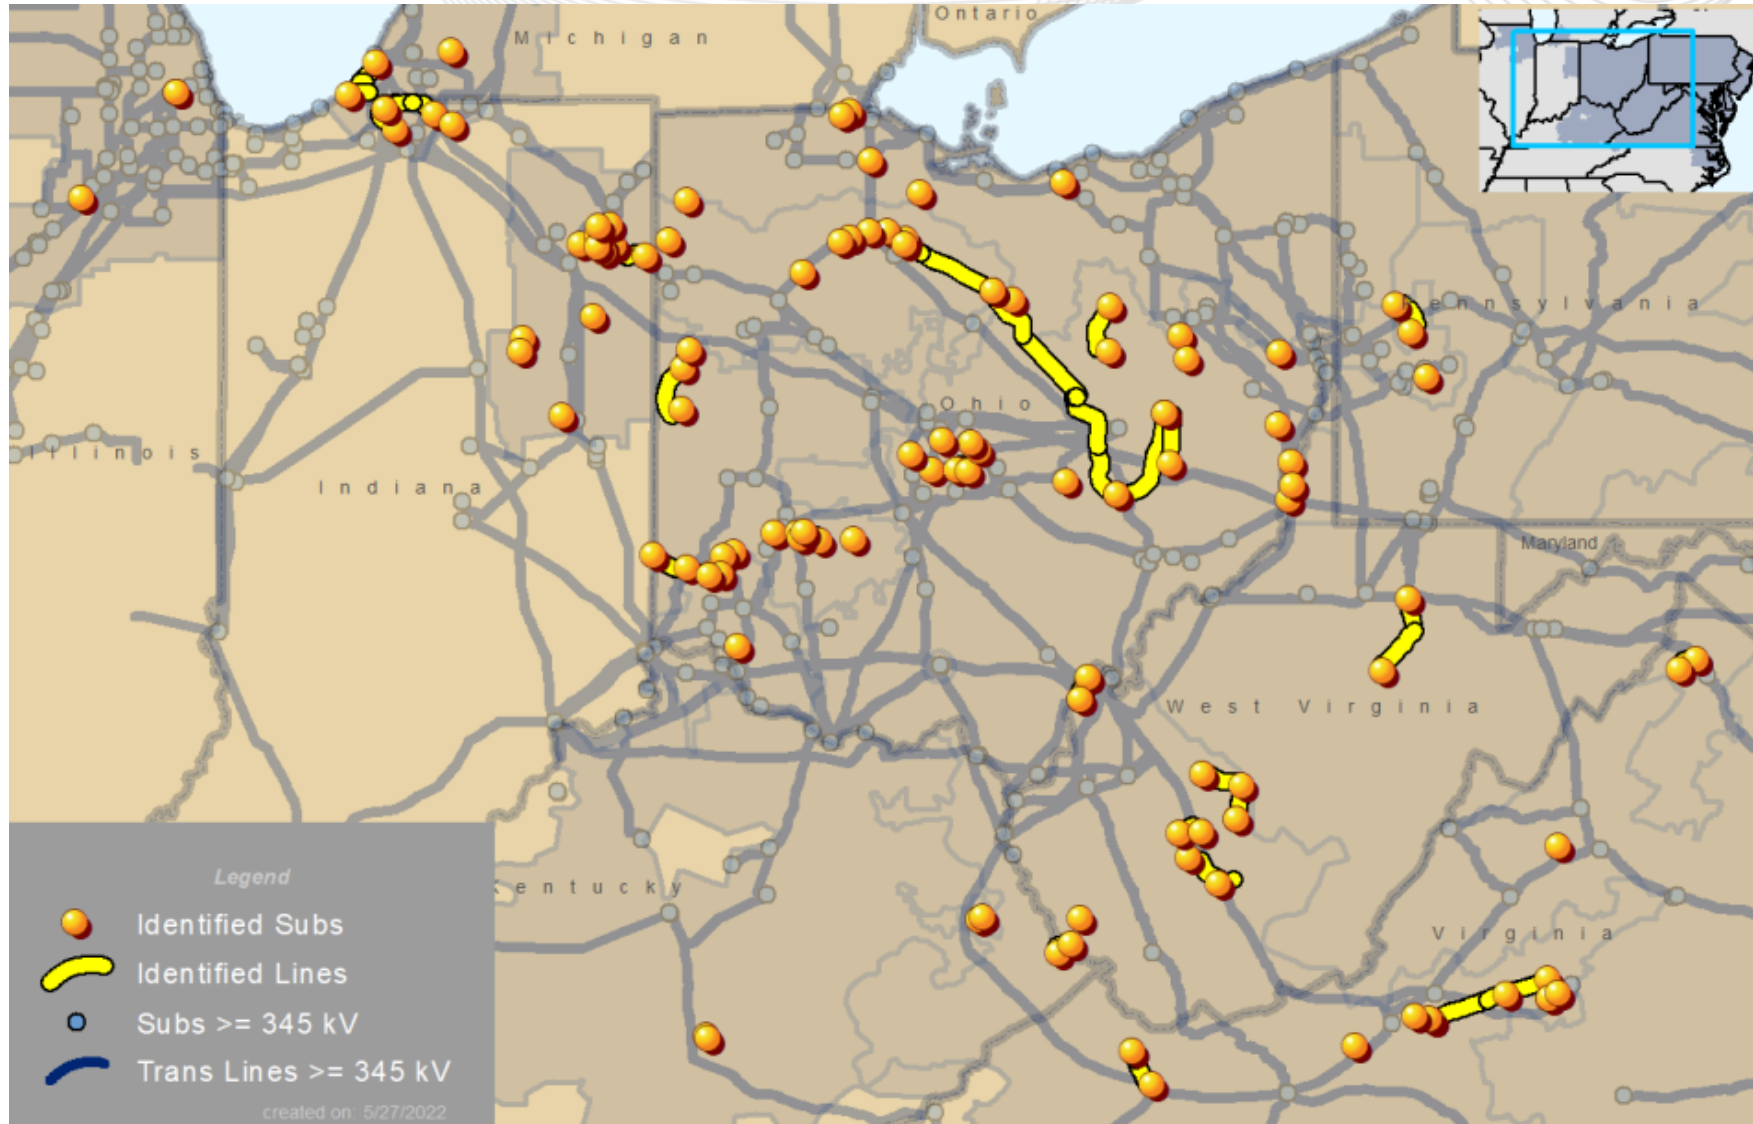 Ontario
Michigan
Pennsylvania
Ohio
Illinois
Indiana
Maryland
West Virginia
Kentucky
Virginia
Legend
Identified Subs
Identified Lines
Subs >= 345 kV
Trans Lines >= 345 kV
created on: 5/27/2022